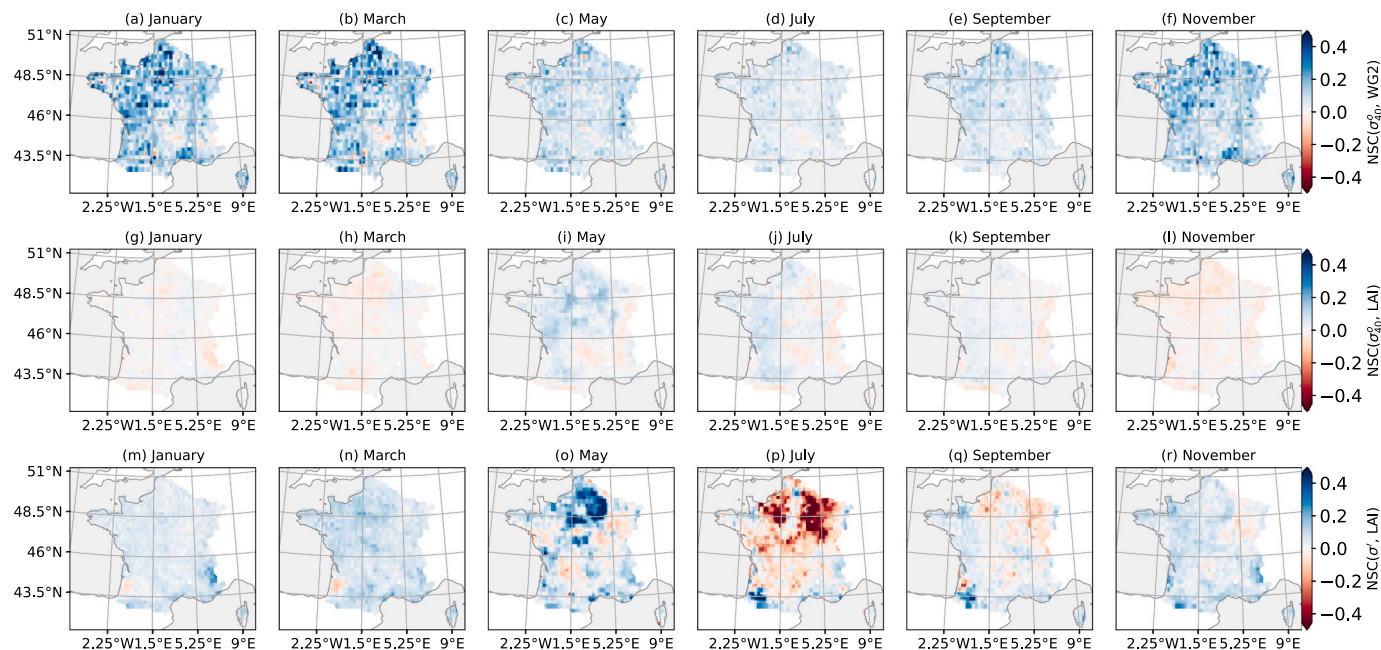 (a) January (b) March (c) May (d) July (e) September (f) November
51°N
48.5°N
46°N
43.5°N
2.25°W1.5°E 5.25°E 9°E 2.25°W1.5°E 5.25°E 9°E 2.25°W1.5°E 5.25°E 9°E 2.25°W1.5°E 5.25°E 9°E 2.25°W1.5°E 5.25°E 9°E 2.25°W1.5°E 5.25°E 9°E
0.4
0.2
0.0
−0.2
−0.4
NSC(σ°₄₀, WG2)
(g) January (h) March (i) May (j) July (k) September (l) November
51°N
48.5°N
46°N
43.5°N
2.25°W1.5°E 5.25°E 9°E 2.25°W1.5°E 5.25°E 9°E 2.25°W1.5°E 5.25°E 9°E 2.25°W1.5°E 5.25°E 9°E 2.25°W1.5°E 5.25°E 9°E 2.25°W1.5°E 5.25°E 9°E
0.4
0.2
0.0
−0.2
−0.4
NSC(σ°₄₀, LAI)
(m) January (n) March (o) May (p) July (q) September (r) November
51°N
48.5°N
46°N
43.5°N
2.25°W1.5°E 5.25°E 9°E 2.25°W1.5°E 5.25°E 9°E 2.25°W1.5°E 5.25°E 9°E 2.25°W1.5°E 5.25°E 9°E 2.25°W1.5°E 5.25°E 9°E 2.25°W1.5°E 5.25°E 9°E
0.4
0.2
0.0
−0.2
−0.4
NSC(σ′, LAI)